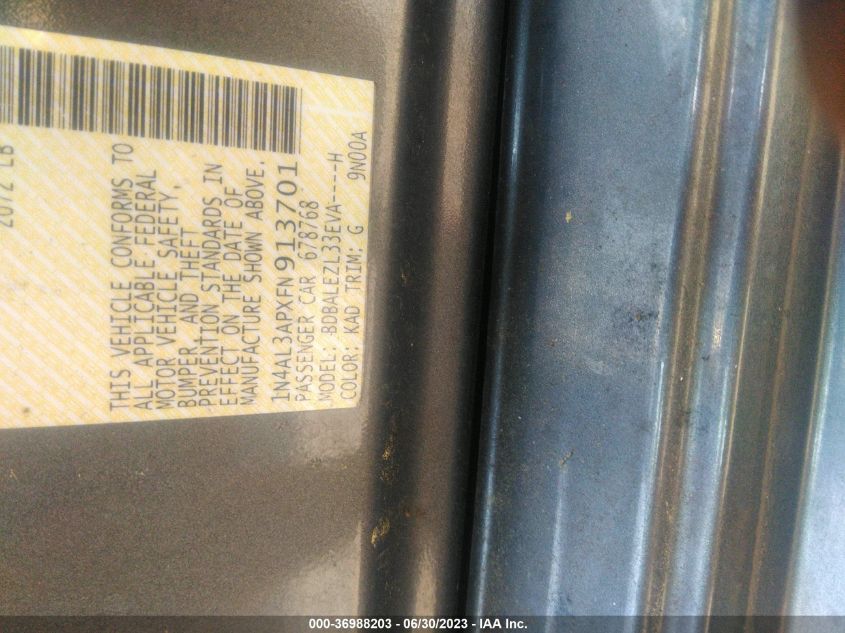 2672 LB
THIS VEHICLE CONFORMS TO
ALL APPLICABLE FEDERAL
MOTOR VEHICLE SAFETY,
BUMPER, AND THEFT
PREVENTION STANDARDS IN
EFFECT ON THE DATE OF
MANUFACTURE SHOWN ABOVE.
1N4AL3APXFN913701
PASSENGER CAR 678768
MODEL: BDBALEZL33EVA----H
COLOR: KAD TRIM: G 9N00A
000-36988203 - 06/30/2023 - IAA Inc.